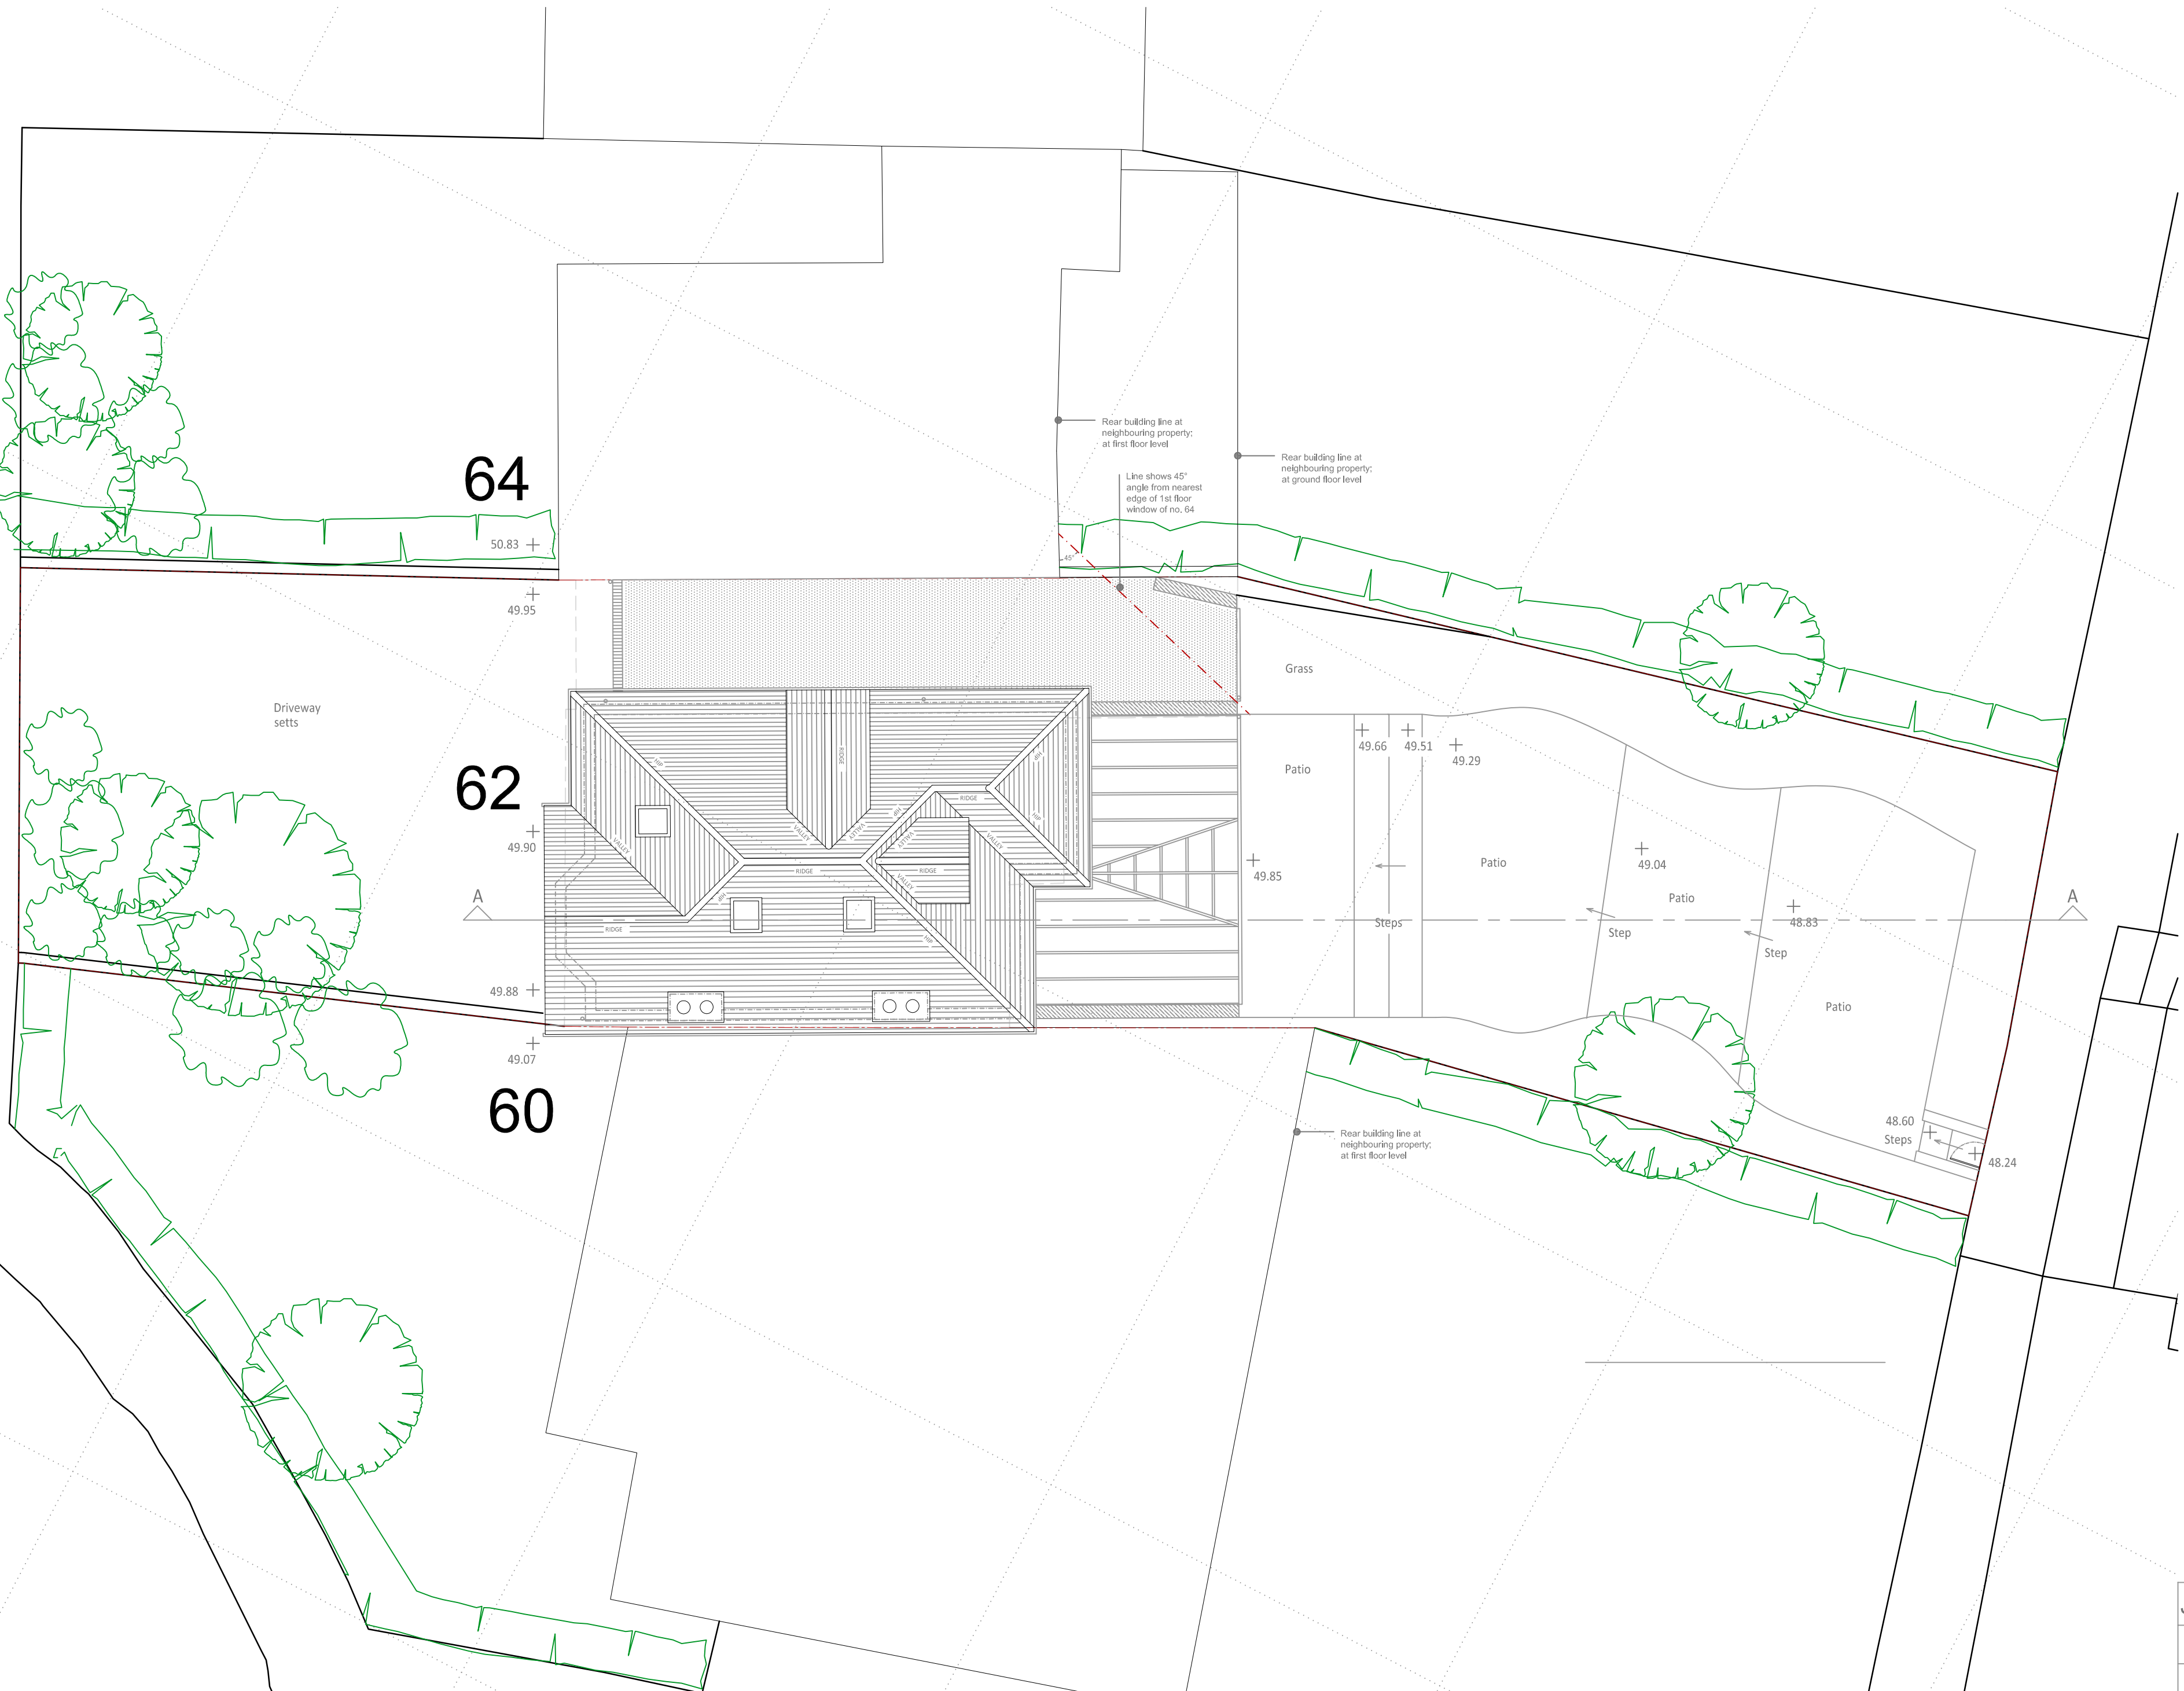 Rear building line at
neighbouring property;
at first floor level
Rear building line at
neighbouring property;
at ground floor level
64
Line shows 45°
angle from nearest
edge of 1st floor
window of no. 64
50.83
45°
49.95
Grass
Driveway
setts
49.66
49.51
49.29
RIDGE
HIP
HIP
Patio
62
RIDGE
HIP
HIP
VALLEY
VALLEY
VALLEY
VALLEY
VALLEY
49.90
RIDGE
RIDGE
VALLEY
49.85
Patio
49.04
Patio
A
HIP
A
RIDGE
HIP
Steps
Step
48.83
Step
49.88
Patio
49.07
60
Rear building line at
neighbouring property;
at first floor level
48.60
Steps
48.24